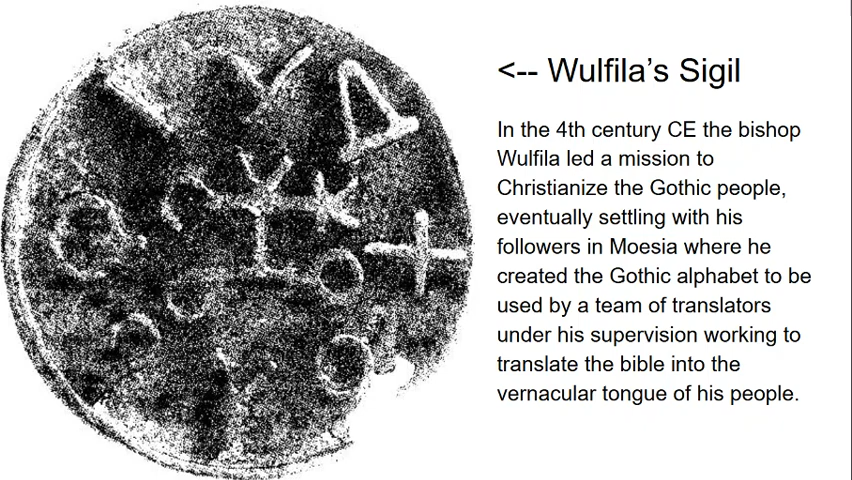 <-- Wulfila’s Sigil
In the 4th century CE the bishop
Wulfila led a mission to
Christianize the Gothic people,
eventually settling with his
followers in Moesia where he
created the Gothic alphabet to be
used by a team of translators
under his supervision working to
translate the bible into the
vernacular tongue of his people.